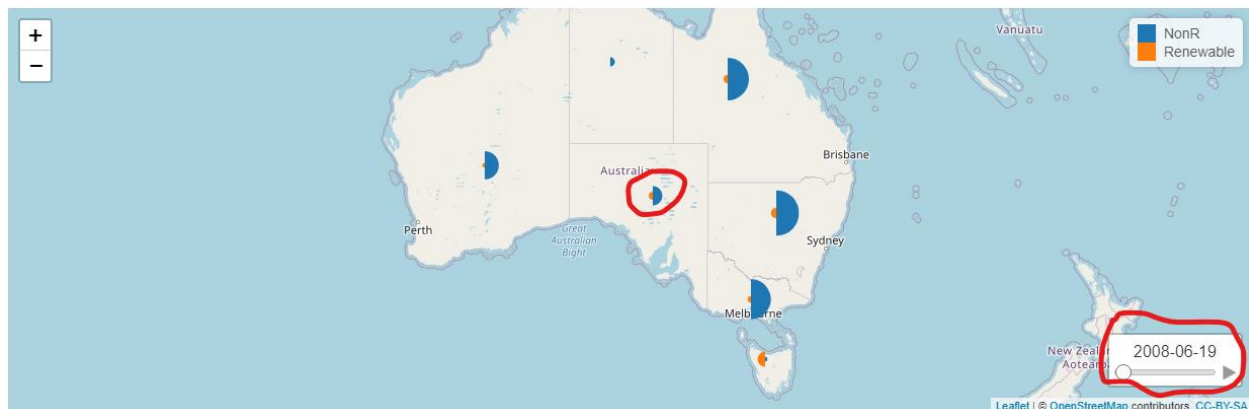 +
−
Vanuatu
NonR
Renewable
Brisbane
Australia
Perth
Great
Australian
Bight
Sydney
Melbourne
2008-06-19
New Zeal
Aotearoa
Leaflet | © OpenStreetMap contributors, CC-BY-SA